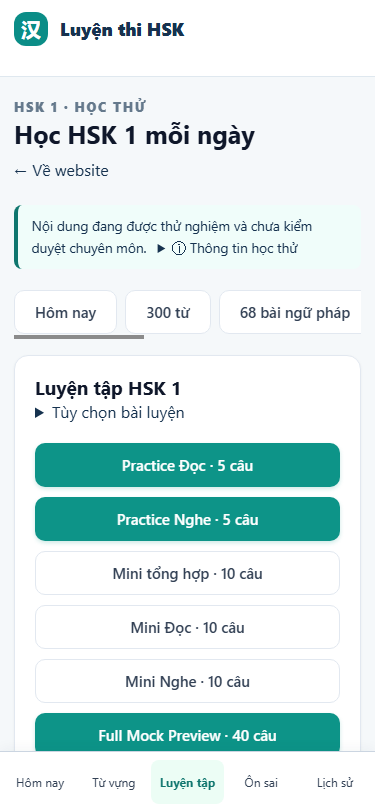 汉 Luyện thi HSK
HSK 1 · HỌC THỬ
Học HSK 1 mỗi ngày
← Về website
Nội dung đang được thử nghiệm và chưa kiểm
duyệt chuyên môn. ▶ ⓘ Thông tin học thử
Hôm nay 300 từ 68 bài ngữ pháp
Luyện tập HSK 1
▶ Tùy chọn bài luyện
Practice Đọc · 5 câu
Practice Nghe · 5 câu
Mini tổng hợp · 10 câu
Mini Đọc · 10 câu
Mini Nghe · 10 câu
Full Mock Preview · 40 câu
Hôm nay Từ vựng Luyện tập Ôn sai Lịch sử